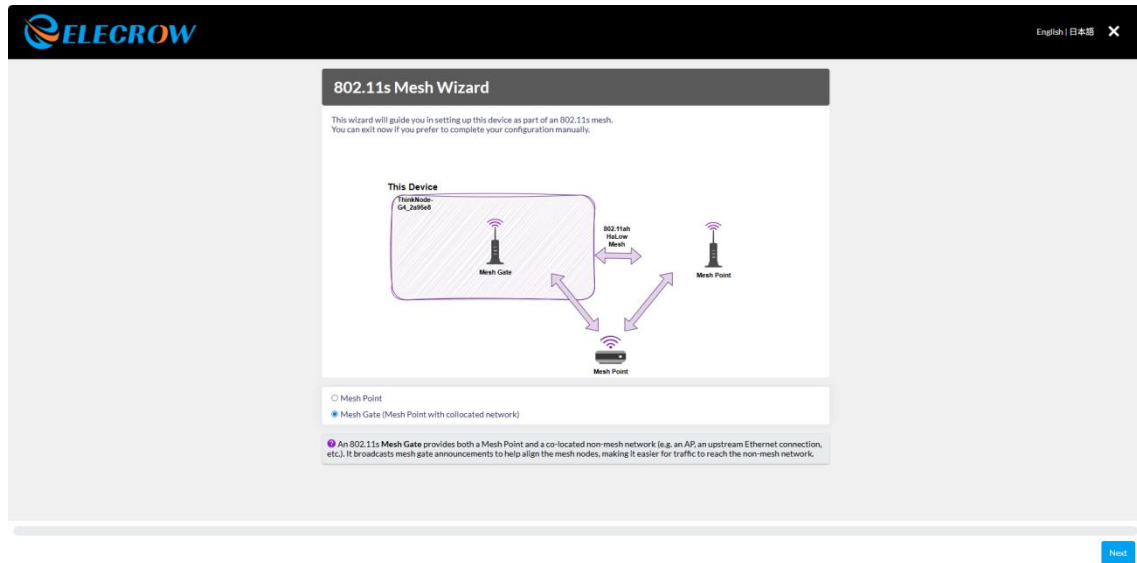 ELECROW
English | 日本語 ×
802.11s Mesh Wizard
This wizard will guide you in setting up this device as part of an 802.11s mesh.
You can exit now if you prefer to complete your configuration manually.
This Device
ThinkNode-
G4_2a95e8
802.11ah
HaLow
Mesh
Mesh Gate
Mesh Point
Mesh Point
Mesh Point
Mesh Gate (Mesh Point with collocated network)
An 802.11s Mesh Gate provides both a Mesh Point and a co-located non-mesh network (e.g. an AP, an upstream Ethernet connection,
etc.). It broadcasts mesh gate announcements to help align the mesh nodes, making it easier for traffic to reach the non-mesh network.
Next